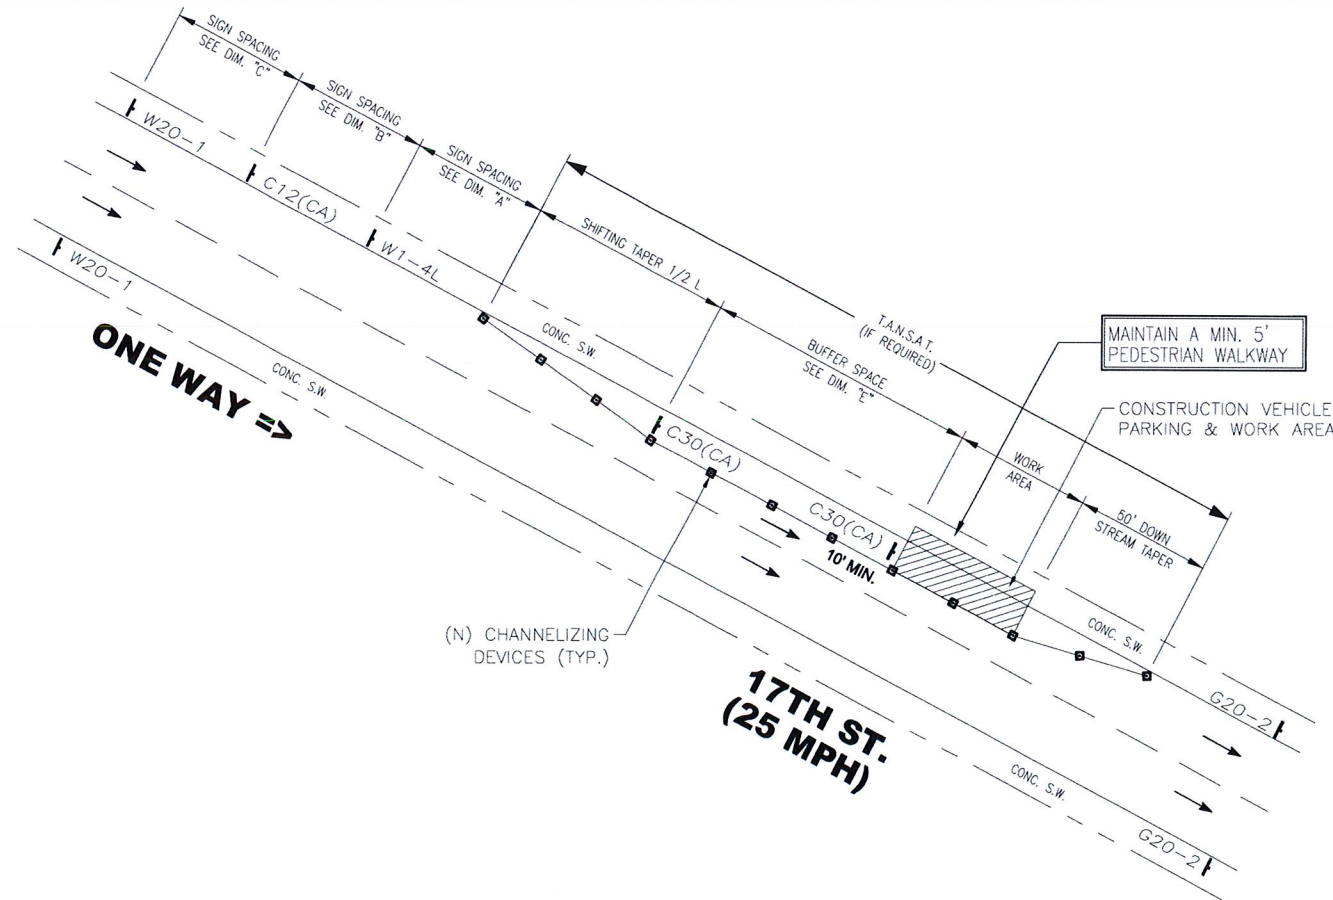 SIGN SPACING
SEE DIM. "C"
SIGN SPACING
SEE DIM. "B"
SIGN SPACING
SEE DIM. "A"
SHIFTING TAPER 1/2 L
T.A.N.S.A.T.
(IF REQUIRED)
BUFFER SPACE
SEE DIM. "E"
WORK
AREA
50' DOWN
STREAM TAPER
MAINTAIN A MIN. 5'
PEDESTRIAN WALKWAY
CONSTRUCTION VEHICLE
PARKING & WORK AREA
W20-1
C12(CA)
W1-4L
W20-1
ONE WAY =>
CONC. S.W.
CONC. S.W.
C30(CA)
C30(CA)
10' MIN.
(N) CHANNELIZING
DEVICES (TYP.)
17TH ST.
(25 MPH)
CONC. S.W.
G20-2
CONC. S.W.
G20-2